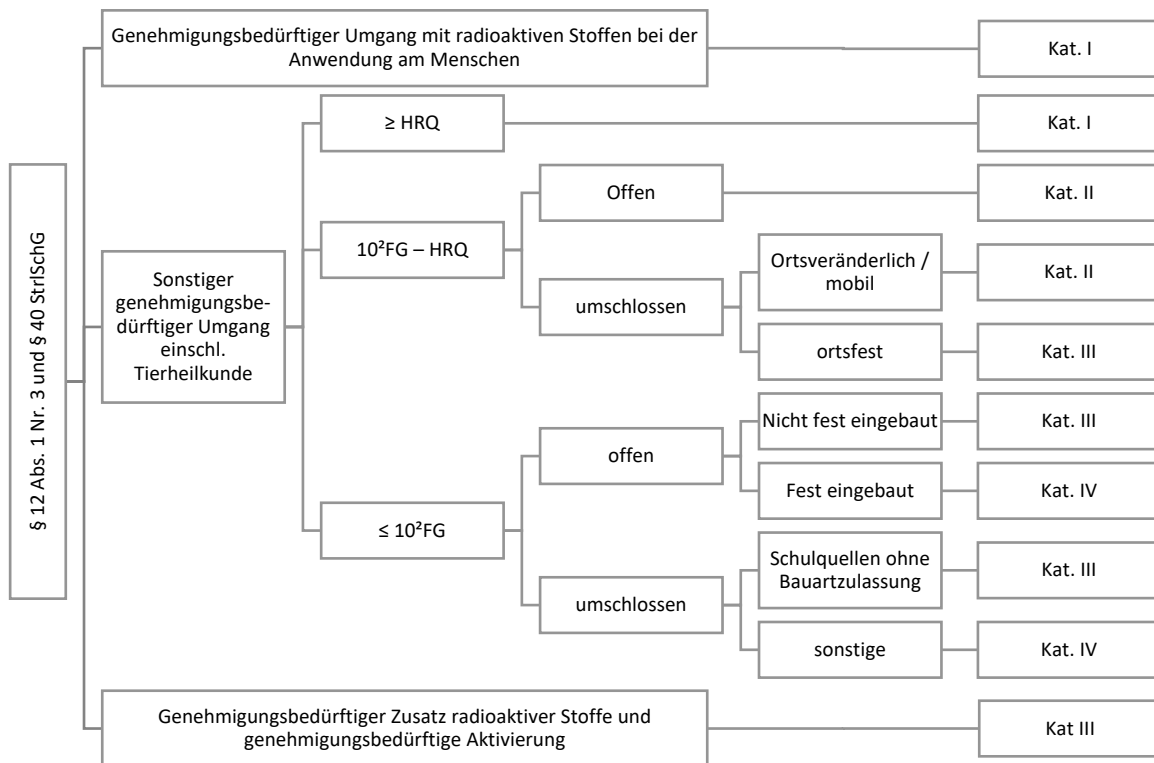 Genehmigungsbedürftiger Umgang mit radioaktiven Stoffen bei der
Anwendung am Menschen
Kat. I
≥ HRQ
Kat. I
Offen
Kat. II
§ 12 Abs. 1 Nr. 3 und § 40 StrlSchG
10²FG – HRQ
Sonstiger
genehmigungsbe-
dürftiger Umgang
einschl.
Tierheilkunde
Ortsveränderlich /
mobil
Kat. II
umschlossen
ortsfest
Kat. III
Nicht fest eingebaut
Kat. III
offen
Fest eingebaut
Kat. IV
≤ 10²FG
Schulquellen ohne
Bauartzulassung
Kat. III
umschlossen
sonstige
Kat. IV
Genehmigungsbedürftiger Zusatz radioaktiver Stoffe und
genehmigungsbedürftige Aktivierung
Kat III